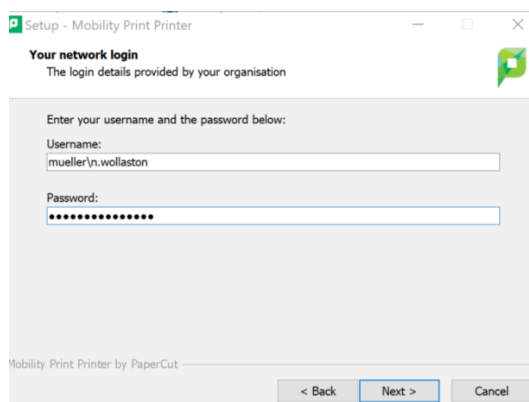 Setup - Mobility Print Printer
Your network login
The login details provided by your organisation
Enter your username and the password below:
Username:
mueller\n.wollaston
Password:
●●●●●●●●●●●●●●●
Mobility Print Printer by PaperCut
< Back Next > Cancel